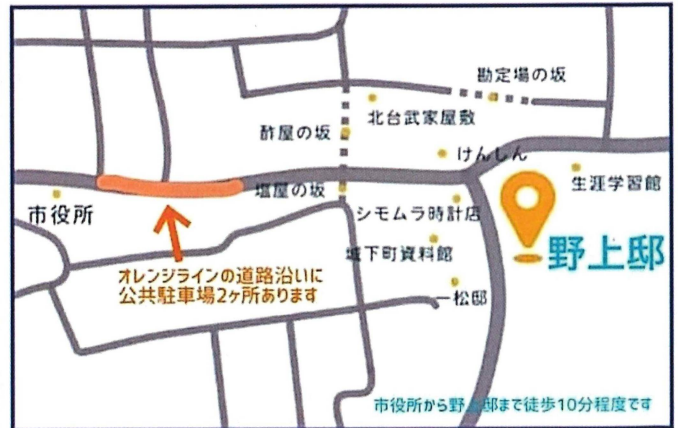 勘定場の坂
北台武家屋敷
酢屋の坂
けんしん
生涯学習館
塩屋の坂
市役所
シモムラ時計店
野上邸
城下町資料館
オレンジラインの道路沿いに
公共駐車場2ヶ所あります
一松邸
市役所から野上邸まで徒歩10分程度です